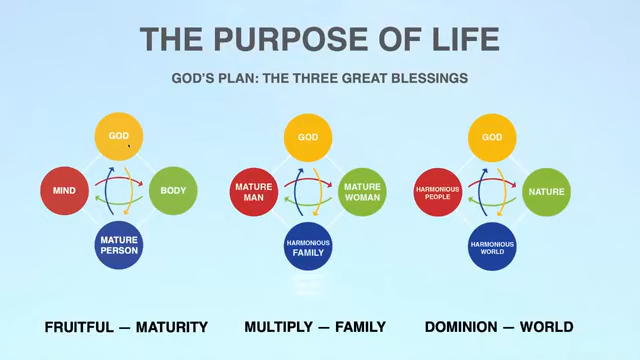 THE PURPOSE OF LIFE
GOD'S PLAN: THE THREE GREAT BLESSINGS
GOD
MIND
BODY
MATURE
PERSON
GOD
MATURE
MAN
MATURE
WOMAN
HARMONIOUS
FAMILY
GOD
HARMONIOUS
PEOPLE
NATURE
HARMONIOUS
WORLD
FRUITFUL — MATURITY
MULTIPLY — FAMILY
DOMINION — WORLD